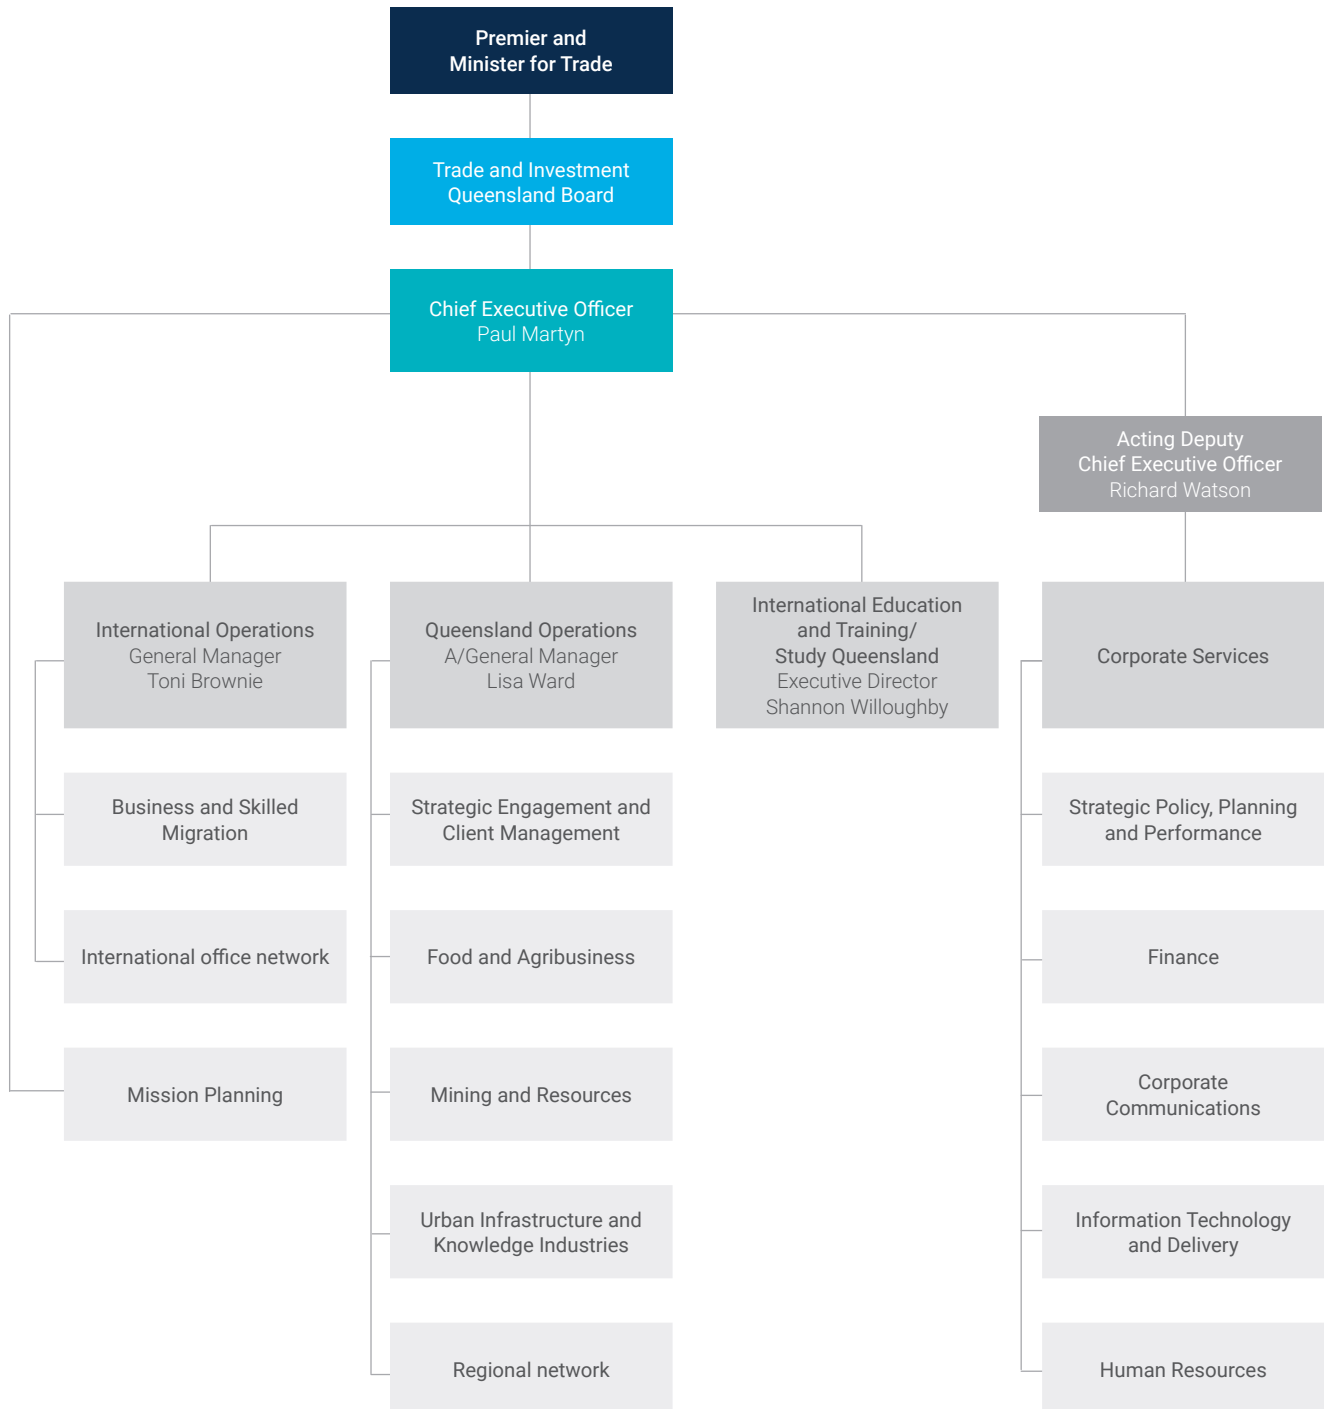 Premier and
Minister for Trade
Trade and Investment
Queensland Board
Chief Executive Officer
Paul Martyn
Acting Deputy
Chief Executive Officer
Richard Watson
International Operations
General Manager
Toni Brownie
Queensland Operations
A/General Manager
Lisa Ward
International Education
and Training/
Study Queensland
Executive Director
Shannon Willoughby
Corporate Services
Business and Skilled
Migration
Strategic Engagement and
Client Management
Strategic Policy, Planning
and Performance
International office network
Food and Agribusiness
Finance
Mission Planning
Mining and Resources
Corporate
Communications
Urban Infrastructure and
Knowledge Industries
Information Technology
and Delivery
Regional network
Human Resources